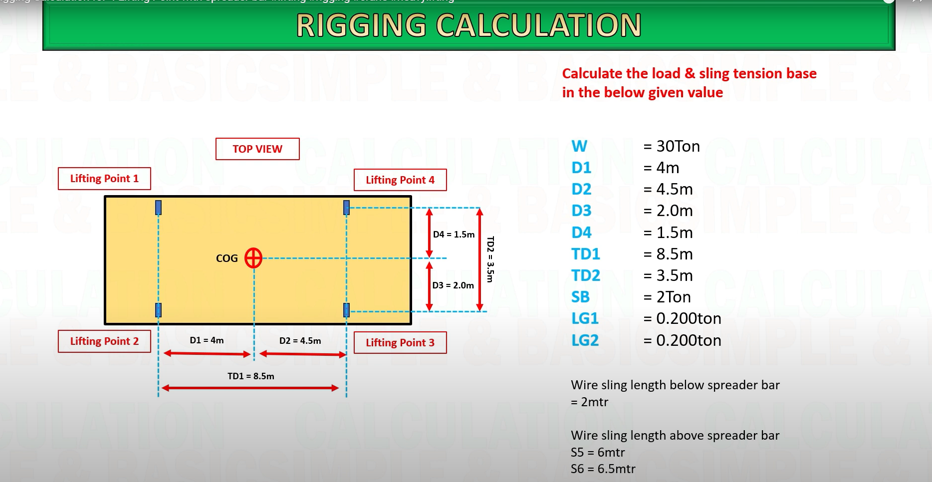 RIGGING CALCULATION
Calculate the load & sling tension base
in the below given value
TOP VIEW
Lifting Point 1
Lifting Point 4
COG
D4 = 1.5m
D3 = 2.0m
TD2 = 3.5m
Lifting Point 2
D1 = 4m
D2 = 4.5m
Lifting Point 3
TD1 = 8.5m
W = 30Ton
D1 = 4m
D2 = 4.5m
D3 = 2.0m
D4 = 1.5m
TD1 = 8.5m
TD2 = 3.5m
SB = 2Ton
LG1 = 0.200ton
LG2 = 0.200ton
Wire sling length below spreader bar
= 2mtr
Wire sling length above spreader bar
S5 = 6mtr
S6 = 6.5mtr